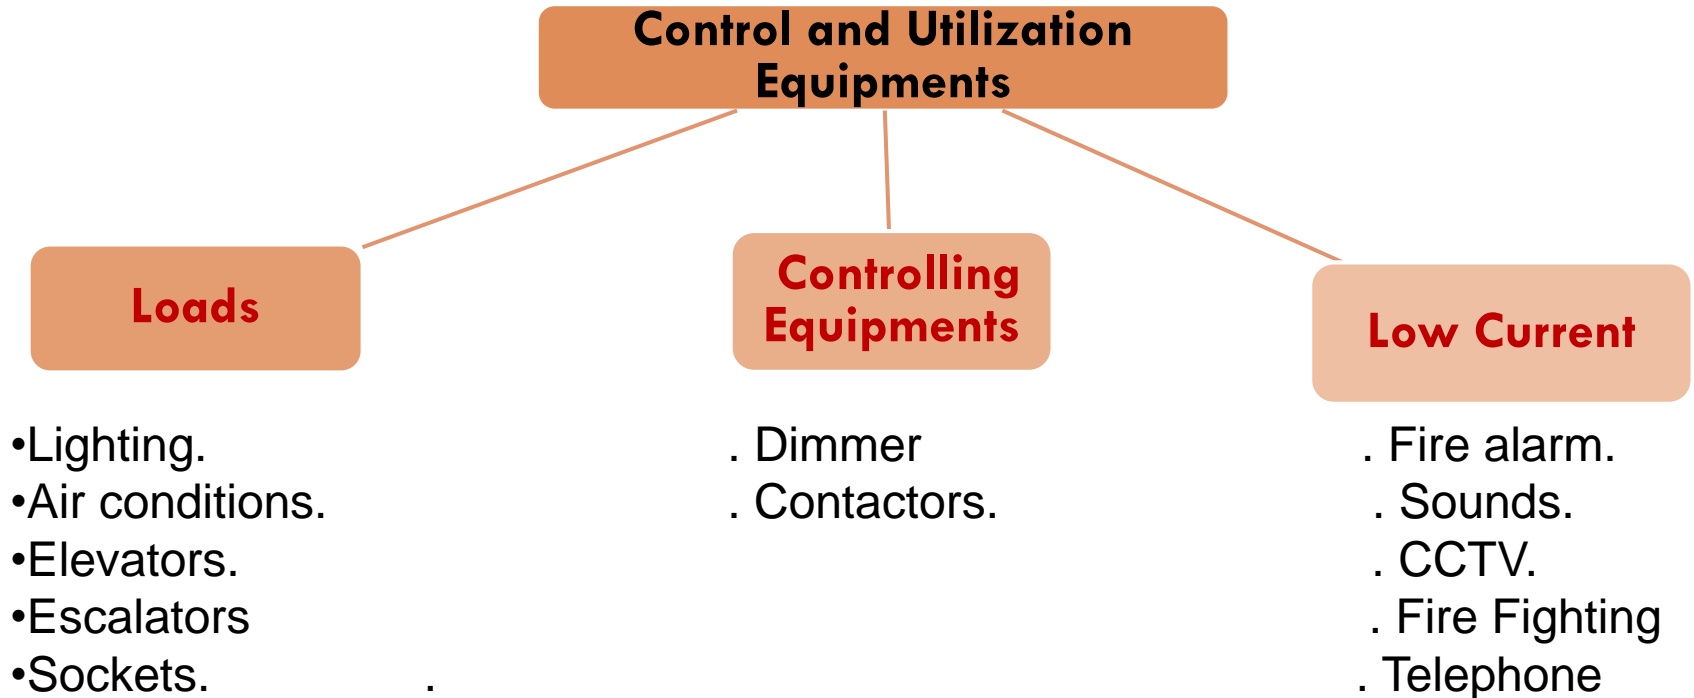 Control and Utilization
Equipments
Loads
•Lighting.
•Air conditions.
•Elevators.
•Escalators
•Sockets. .
Controlling
Equipments
. Dimmer
. Contactors.
Low Current
. Fire alarm.
. Sounds.
. CCTV.
. Fire Fighting
. Telephone